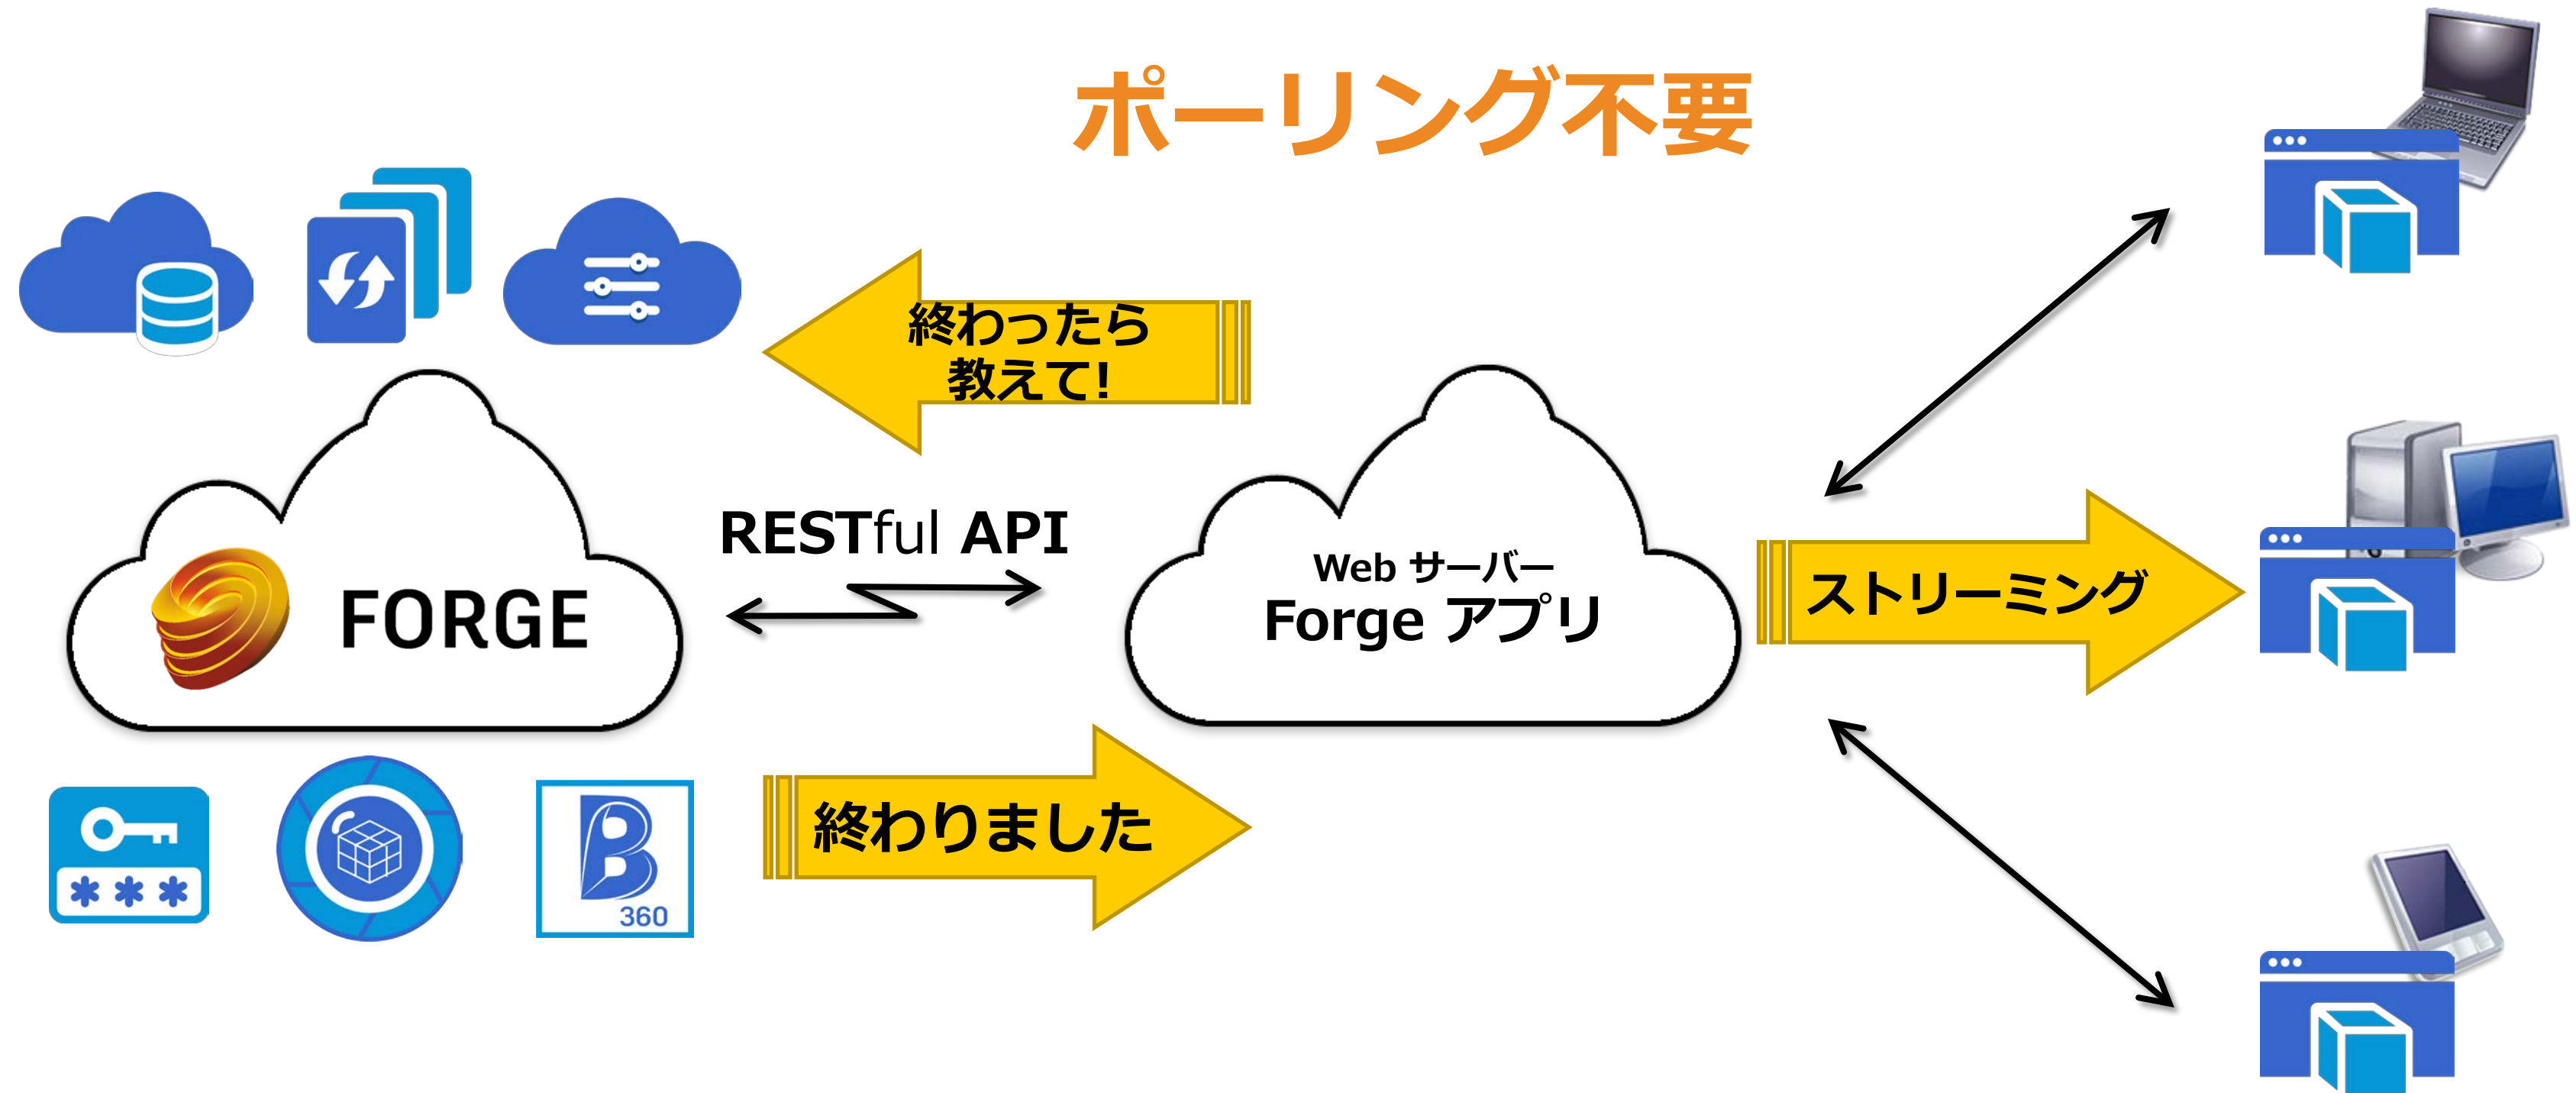 ポーリング不要
終わったら
教えて!
RESTful API
Web サーバー
Forge アプリ
FORGE
ストリーミング
終わりました
***
B
360